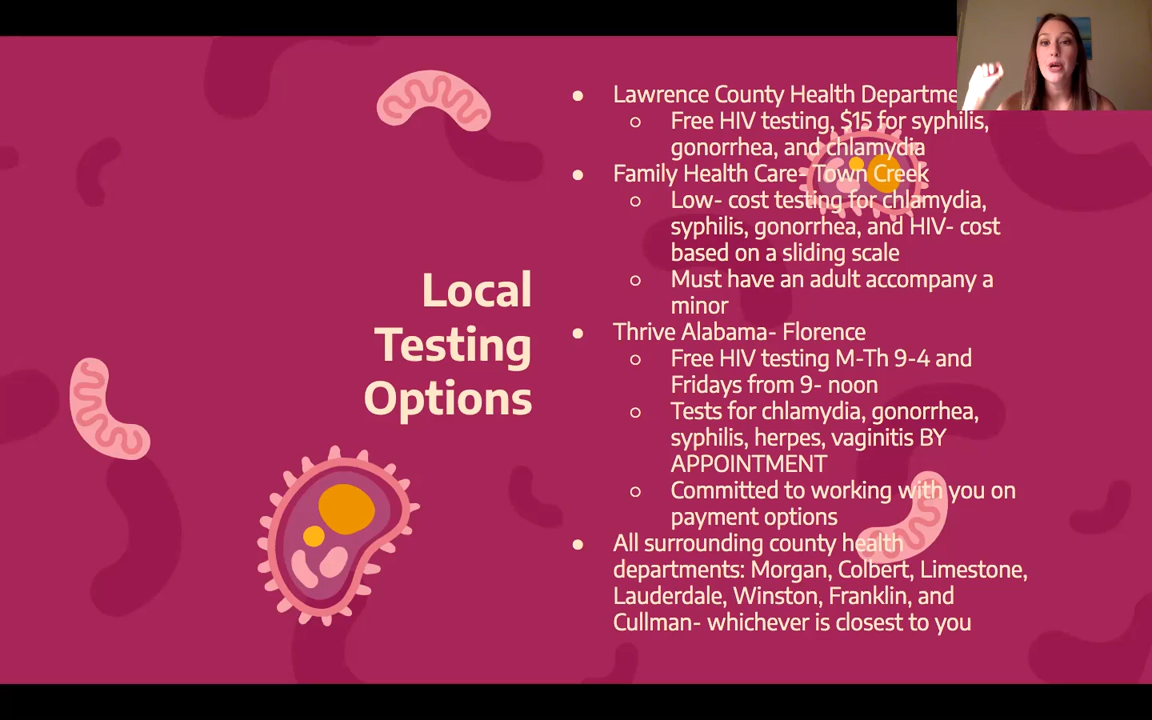 Local
Testing
Options
● Lawrence County Health Departme
○ Free HIV testing, $15 for syphilis,
gonorrhea, and chlamydia
● Family Health Care- Town Creek
○ Low- cost testing for chlamydia,
syphilis, gonorrhea, and HIV- cost
based on a sliding scale
○ Must have an adult accompany a
minor
● Thrive Alabama- Florence
○ Free HIV testing M-Th 9-4 and
Fridays from 9- noon
○ Tests for chlamydia, gonorrhea,
syphilis, herpes, vaginitis BY
APPOINTMENT
○ Committed to working with you on
payment options
● All surrounding county health
departments: Morgan, Colbert, Limestone,
Lauderdale, Winston, Franklin, and
Cullman- whichever is closest to you